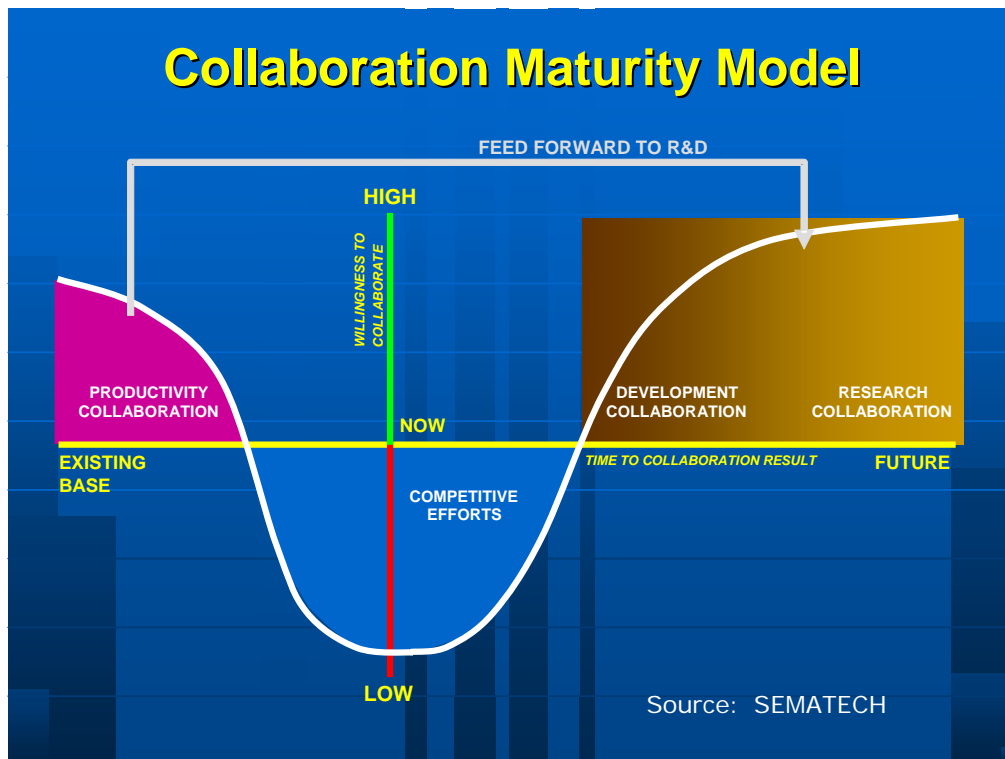 Collaboration Maturity Model
FEED FORWARD TO R&D
HIGH
WILLINGNESS TO
COLLABORATE
PRODUCTIVITY
COLLABORATION
DEVELOPMENT
COLLABORATION
RESEARCH
COLLABORATION
NOW
EXISTING
BASE
TIME TO COLLABORATION RESULT
FUTURE
COMPETITIVE
EFFORTS
LOW
Source: SEMATECH